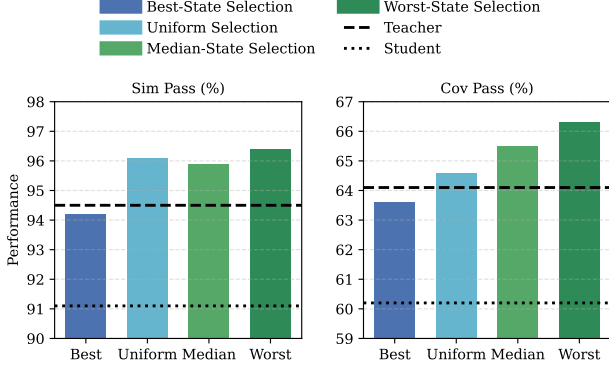 Best-State Selection
Uniform Selection
Median-State Selection
Worst-State Selection
Teacher
Student
Sim Pass (%)
Performance
98
97
96
95
94
93
92
91
90
Best Uniform Median Worst
Cov Pass (%)
67
66
65
64
63
62
61
60
59
Best Uniform Median Worst